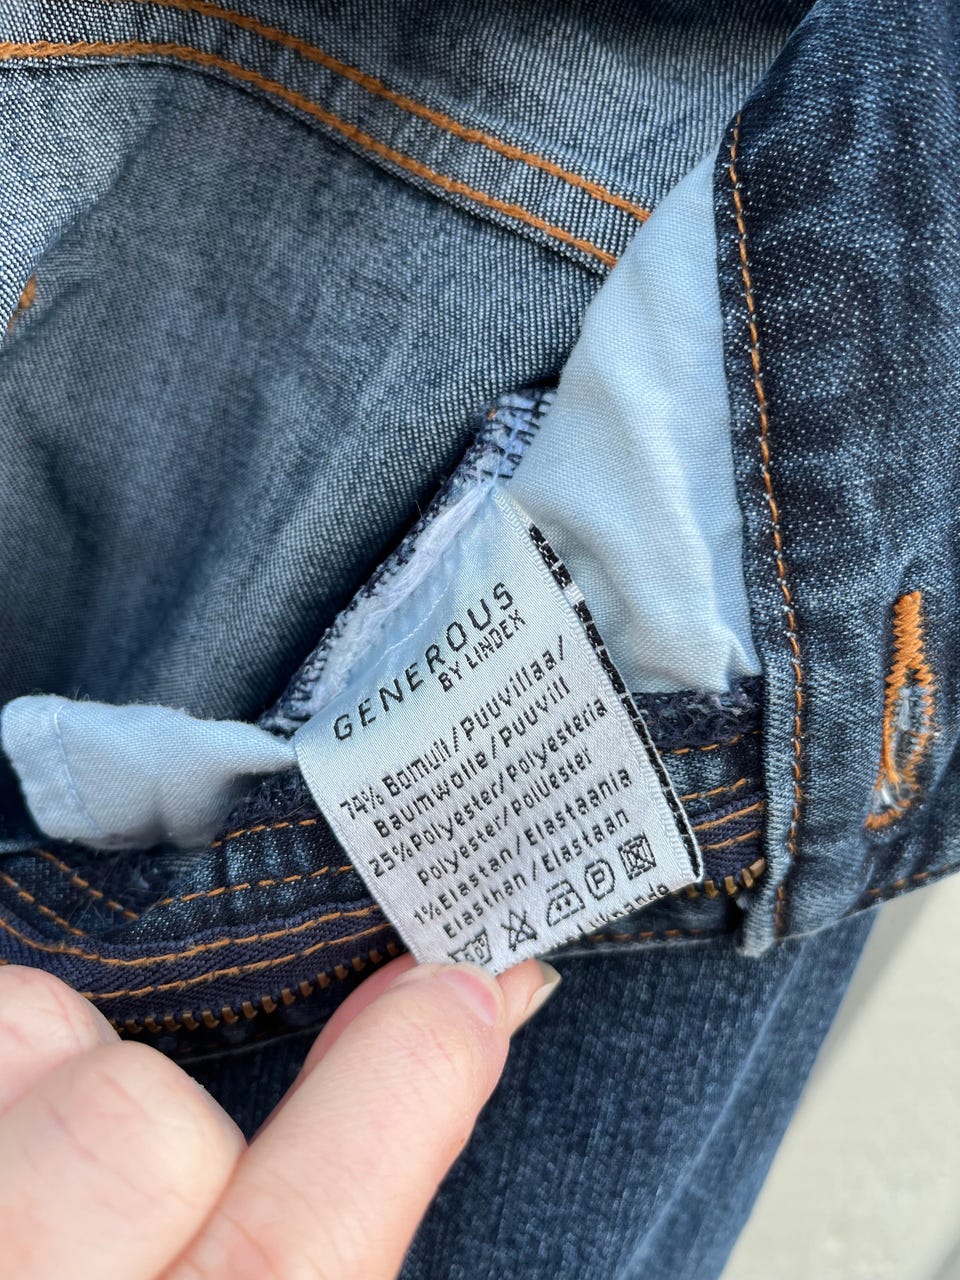 GENEROUS
BY LINDEX
74% Bomull/Puuvillaa/
Baumwolle/Puuvill
25%Polyester/Polyesteria
Polyester/Polüester
1%Elastan/Elastaania
Elasthan/Elastaan
P